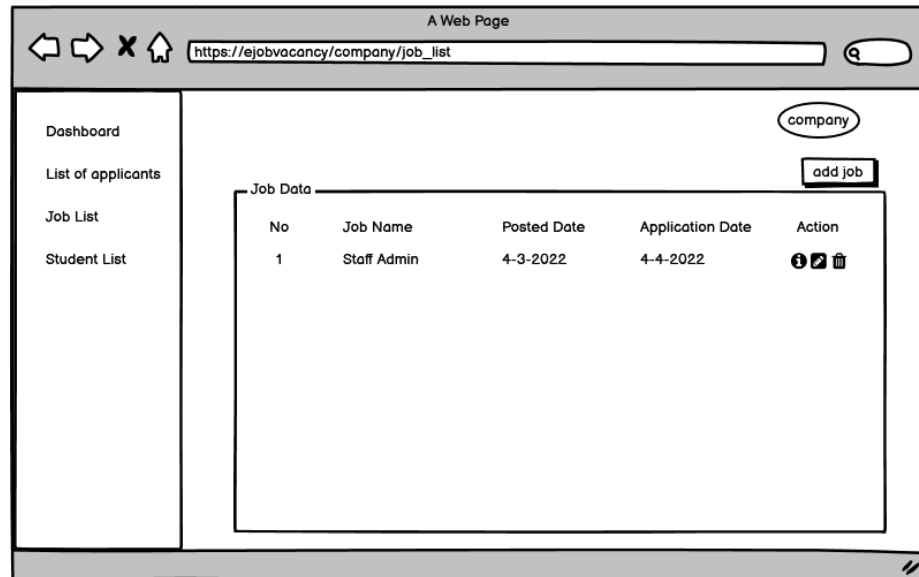 A Web Page
https://ejobvacancy/company/job_list
company
Dashboard
add job
List of applicants
Job Data
Job List
No Job Name Posted Date Application Date Action
Student List
1 Staff Admin 4-3-2022 4-4-2022